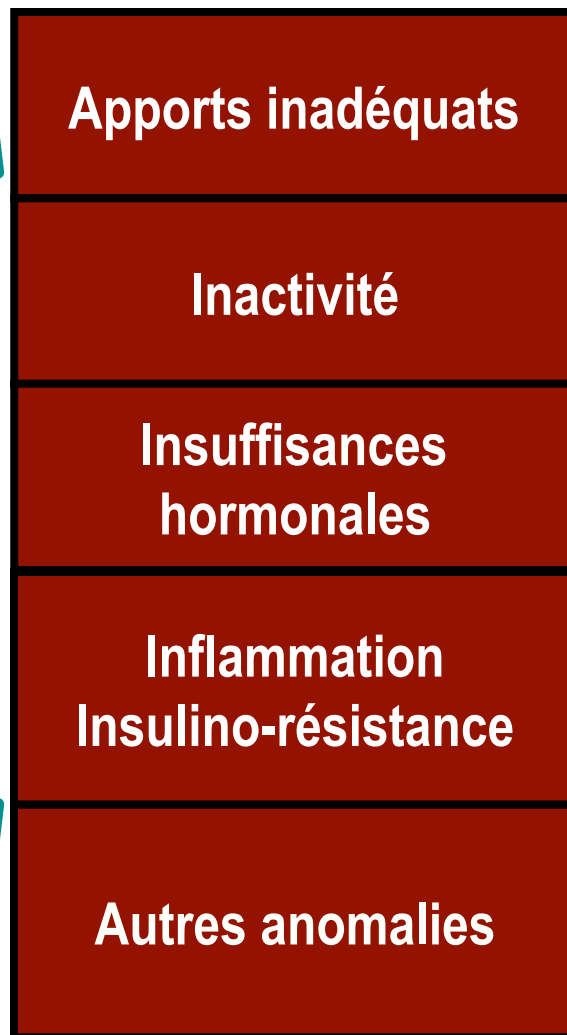 Apports inadéquats
Inactivité
Insuffisances
hormonales
Inflammation
Insulino-résistance
Autres anomalies